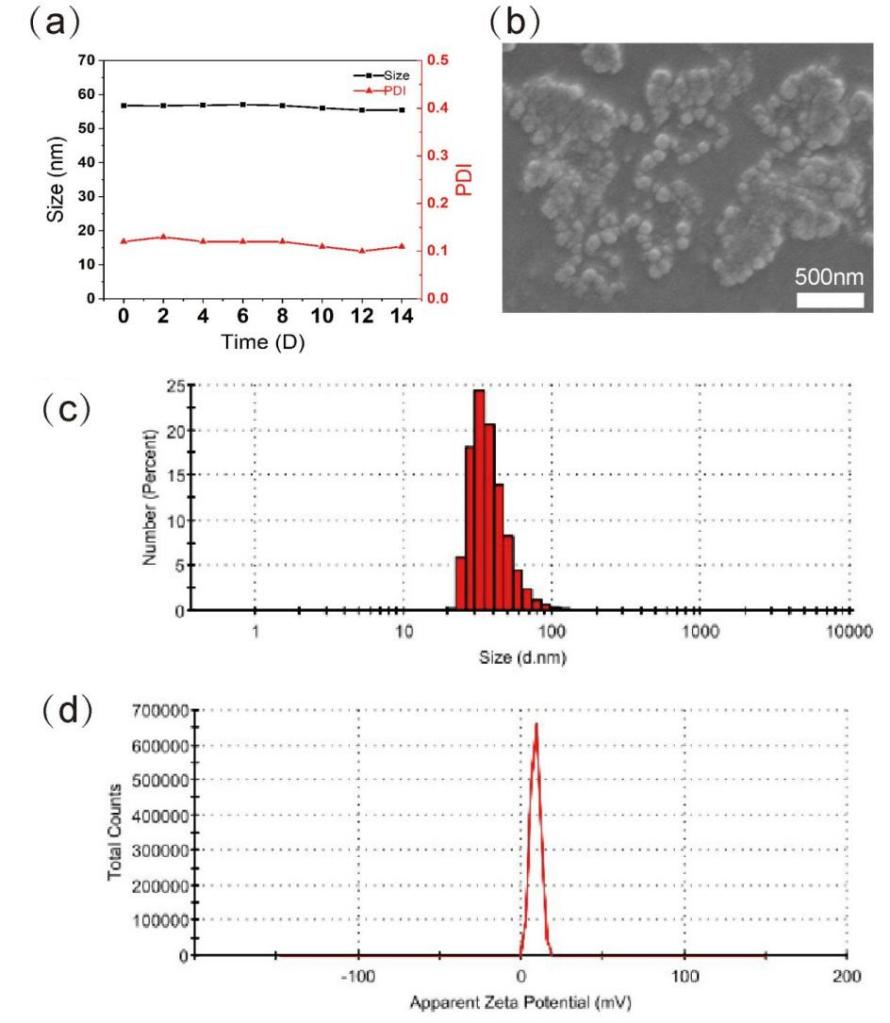 (a)
70
60
50
40
30
20
10
0
Size (nm)
Size
PDI
0.5
0.4
0.3
0.2
0.1
0.0
PDI
0 2 4 6 8 10 12 14
Time (D)
(b)
500nm
(c)
25
20
15
10
5
0
Number (Percent)
1 10 100 1000 10000
Size (d.nm)
(d)
700000
600000
500000
400000
300000
200000
100000
0
Total Counts
-100 0 100 200
Apparent Zeta Potential (mV)